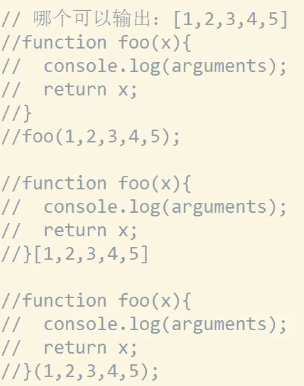 // 哪个可以输出：[1,2,3,4,5]
//function foo(x){
//  console.log(arguments);
//  return x;
//}
//foo(1,2,3,4,5);

//function foo(x){
//  console.log(arguments);
//  return x;
//}[1,2,3,4,5]

//function foo(x){
//  console.log(arguments);
//  return x;
//}(1,2,3,4,5);